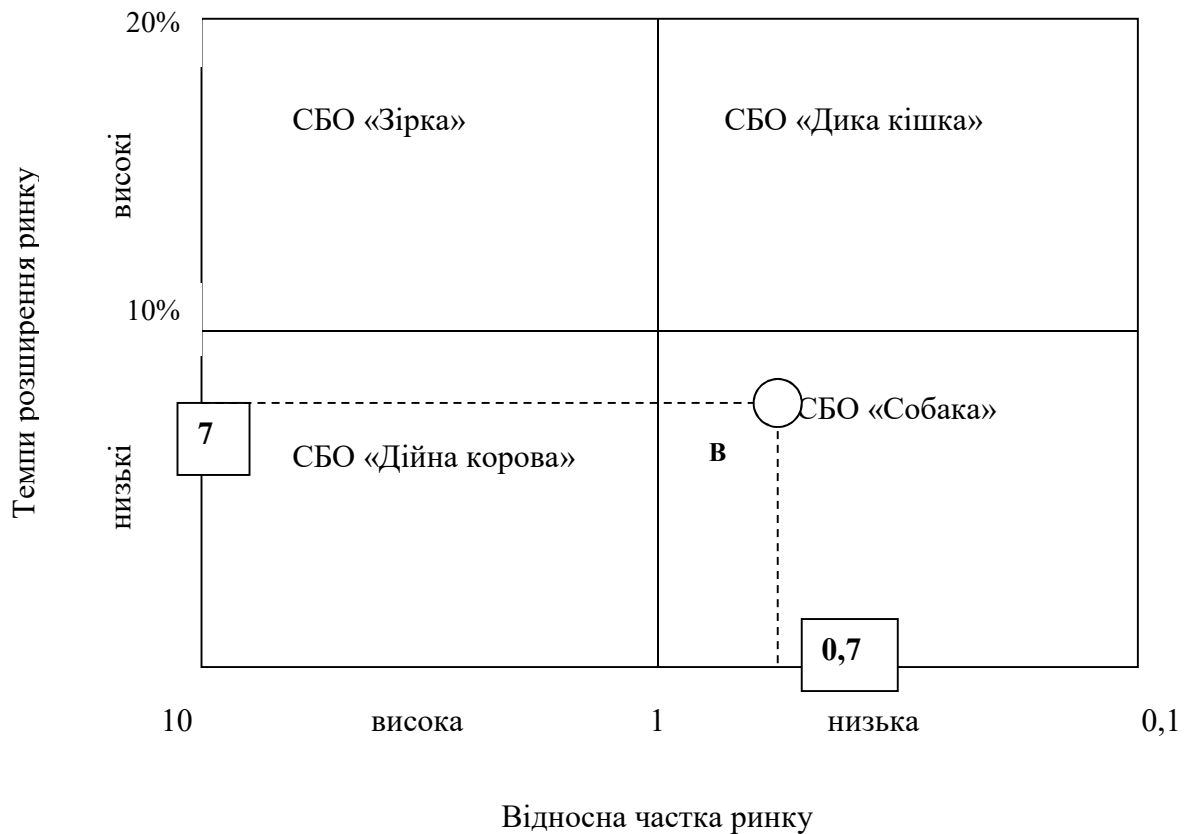 20%
СБО «Зірка»
СБО «Дика кішка»
високі
Темпи розширення ринку
10%
7
СБО «Собака»
СБО «Дійна корова»
В
низькі
0,7
10
висока
1
низька
0,1
Відносна частка ринку